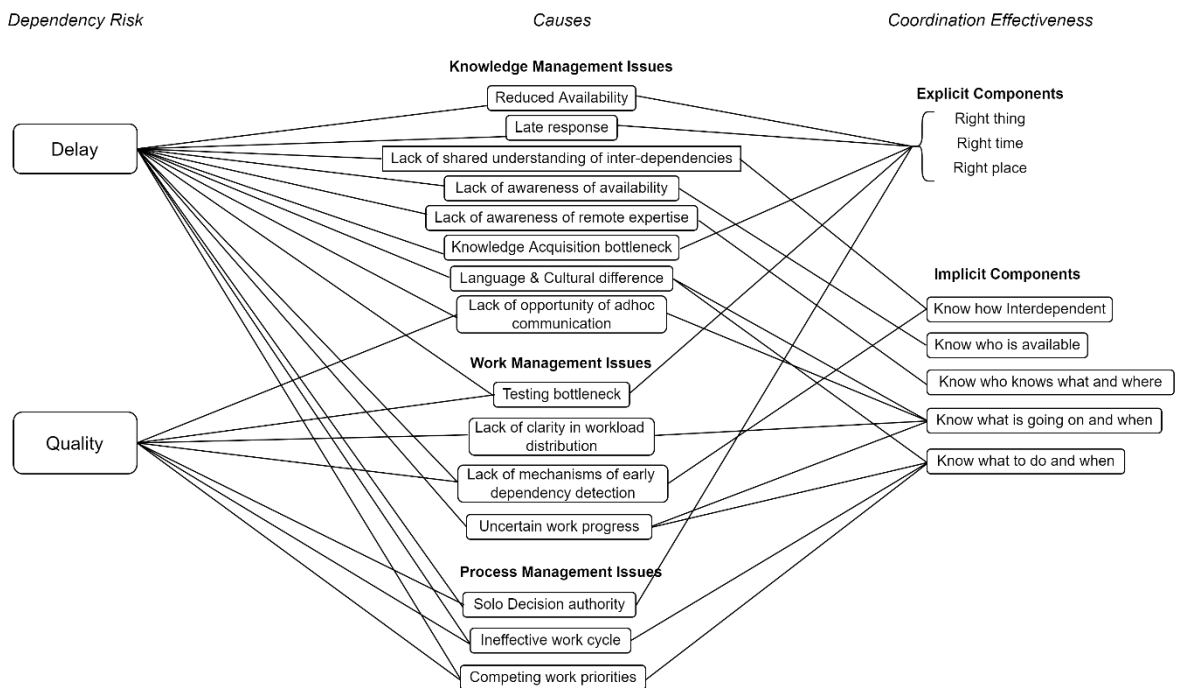 Dependency Risk
Causes
Coordination Effectiveness
Knowledge Management Issues
Reduced Availability
Late response
Lack of shared understanding of inter-dependencies
Lack of awareness of availability
Lack of awareness of remote expertise
Knowledge Acquisition bottleneck
Language & Cultural difference
Lack of opportunity of adhoc
communication
Work Management Issues
Testing bottleneck
Lack of clarity in workload
distribution
Lack of mechanisms of early
dependency detection
Uncertain work progress
Process Management Issues
Solo Decision authority
Ineffective work cycle
Competing work priorities
Delay
Quality
Explicit Components
Right thing
Right time
Right place
Implicit Components
Know how Interdependent
Know who is available
Know who knows what and where
Know what is going on and when
Know what to do and when